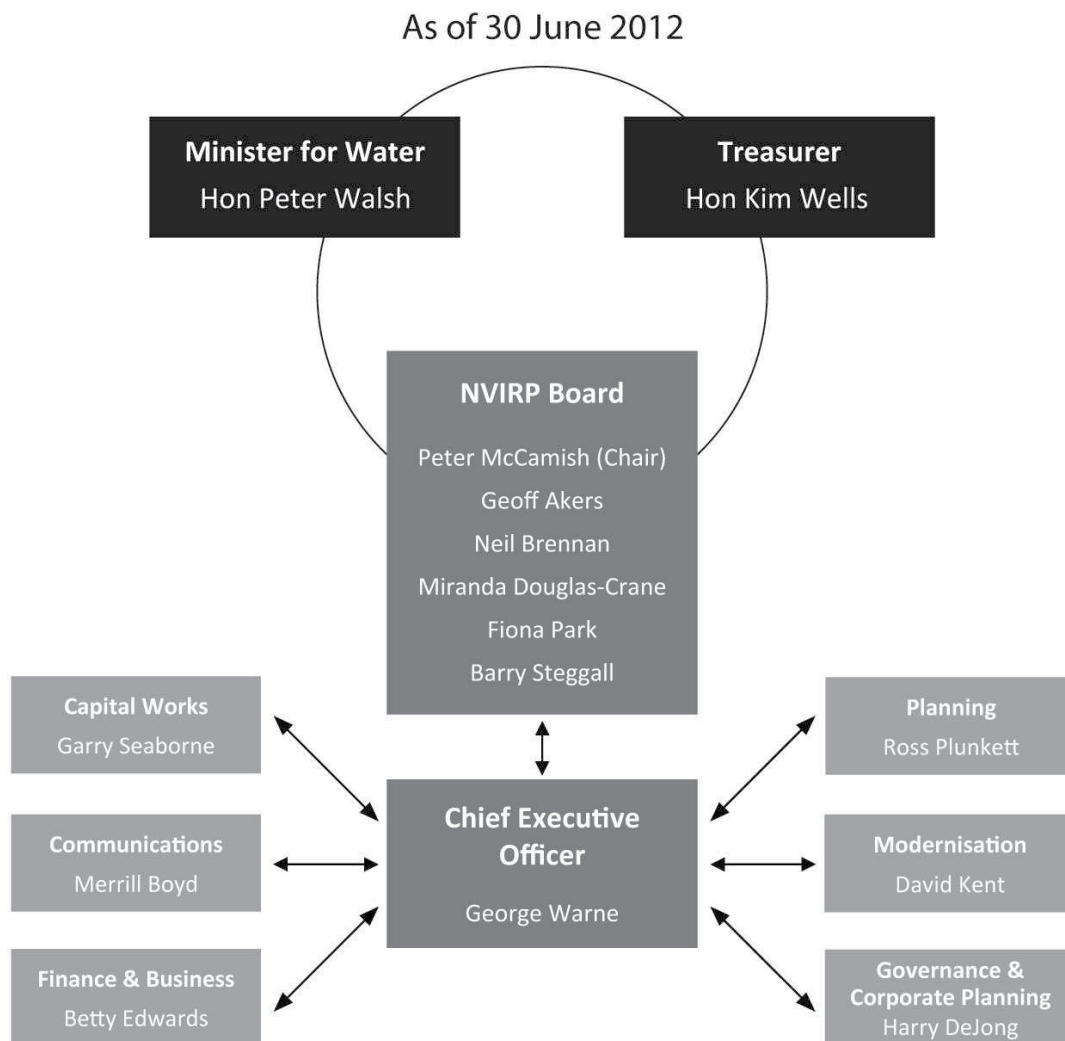 As of 30 June 2012
Minister for Water
Hon Peter Walsh
Treasurer
Hon Kim Wells
NVIRP Board
Peter McCamish (Chair)
Geoff Akers
Neil Brennan
Miranda Douglas-Crane
Fiona Park
Barry Steggall
Capital Works
Garry Seaborne
Communications
Merrill Boyd
Finance & Business
Betty Edwards
Chief Executive
Officer
George Warne
Planning
Ross Plunkett
Modernisation
David Kent
Governance &
Corporate Planning
Harry DeJong